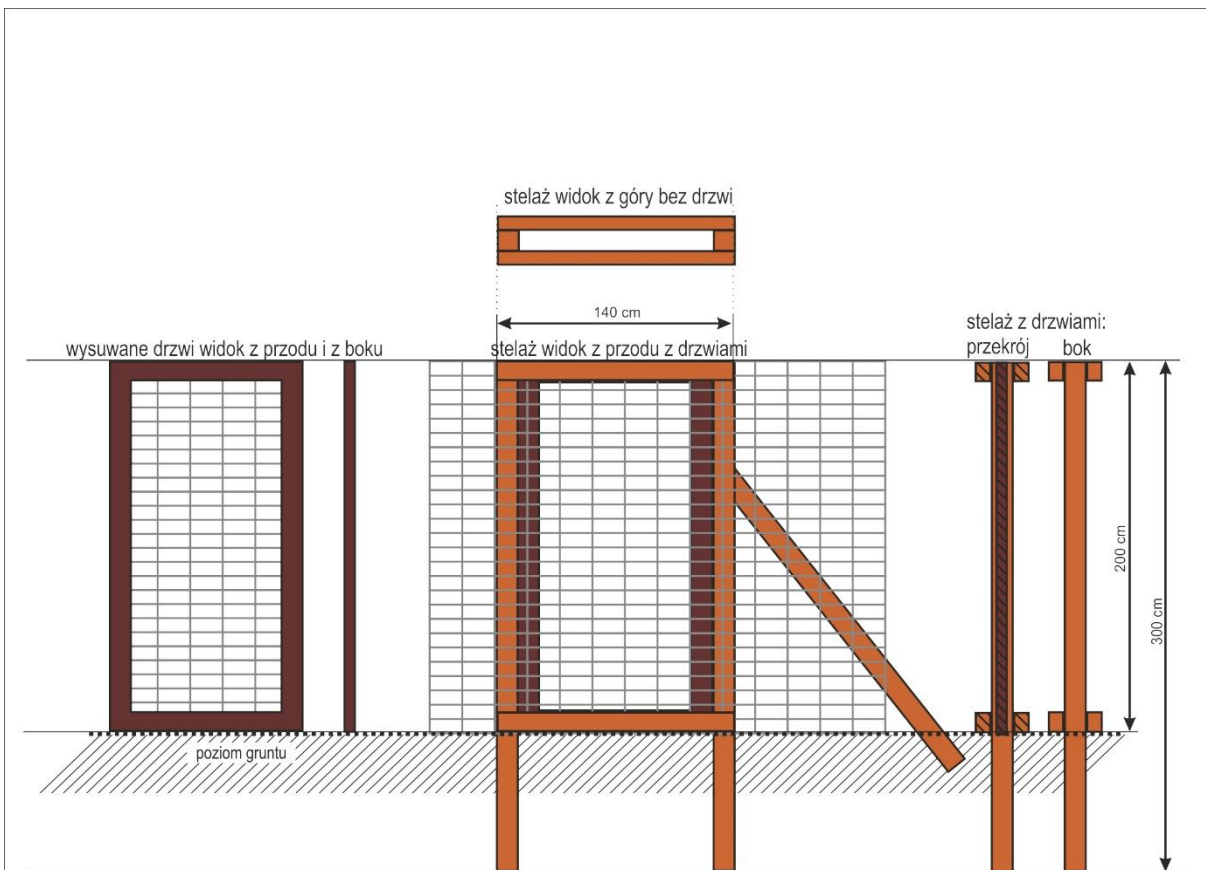 stelaż widok z góry bez drzwi
140 cm
wysuwane drzwi widok z przodu i z boku
stelaż widok z przodu z drzwiami
stelaż z drzwiami:
przekrój bok
200 cm
300 cm
poziom gruntu